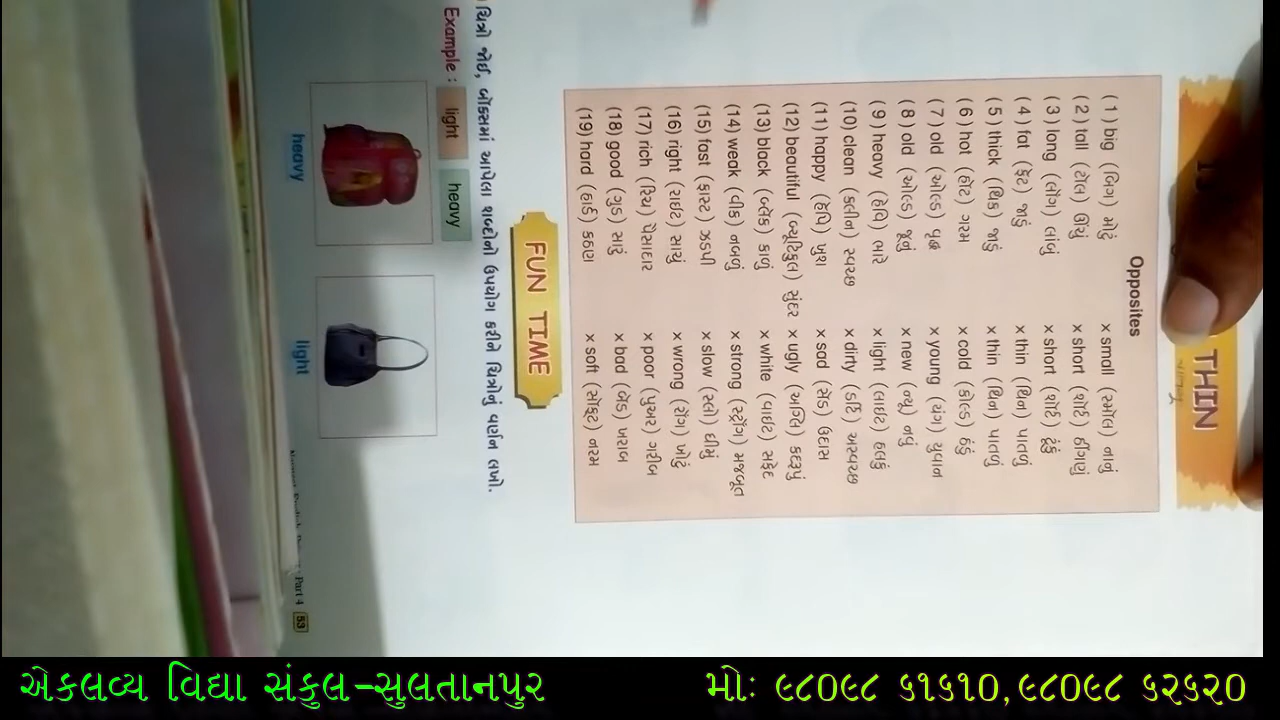 THIN
Opposites
(1) big (બિગ) મોટું × small (સ્મૉલ) નાનું
(2) tall (ટૉલ) ઊંચું × short (શૉર્ટ) ઠીંગણું
(3) long (લૉંગ) લાંબું × short (શૉર્ટ) ટૂંકું
(4) fat (ફૅટ) જાડું × thin (થિન) પાતળું
(5) thick (થિક) જાડું × thin (થિન) પાતળું
(6) hot (હૉટ) ગરમ × cold (કોલ્ડ) ઠંડું
(7) old (ઓલ્ડ) વૃદ્ધ × young (યંગ) યુવાન
(8) old (ઓલ્ડ) જૂનું × new (ન્યૂ) નવું
(9) heavy (હેવિ) ભારે × light (લાઇટ) હલકું
(10) clean (ક્લીન) સ્વચ્છ × dirty (ડર્ટિ) અસ્વચ્છ
(11) happy (હૅપિ) ખુશ × sad (સૅડ) ઉદાસ
(12) beautiful (બ્યૂટિફુલ) સુંદર × ugly (અગ્લિ) કદરૂપું
(13) black (બ્લૅક) કાળું × white (વાઇટ) સફેદ
(14) weak (વીક) નબળું × strong (સ્ટ્રૉંગ) મજબૂત
(15) fast (ફાસ્ટ) ઝડપી × slow (સ્લો) ધીમું
(16) right (રાઇટ) સાચું × wrong (રૉંગ) ખોટું
(17) rich (રિચ) પૈસાદાર × poor (પુઅર) ગરીબ
(18) good (ગુડ) સારું × bad (બૅડ) ખરાબ
(19) hard (હાર્ડ) કઠણ × soft (સૉફ્ટ) નરમ
FUN TIME
ચિત્રો જોઈ, બૉક્સમાં આપેલા શબ્દોનો ઉપયોગ કરીને ચિત્રોનું વર્ણન લખો.
Example : light heavy
heavy light
Part 4 53
એકલવ્ય વિદ્યા સંકુલ-સુલતાનપુર મોઃ ૯૮૦૯૮ ૬૧૬૧૦,૯૮૦૯૮ ૬૨૬૨૦